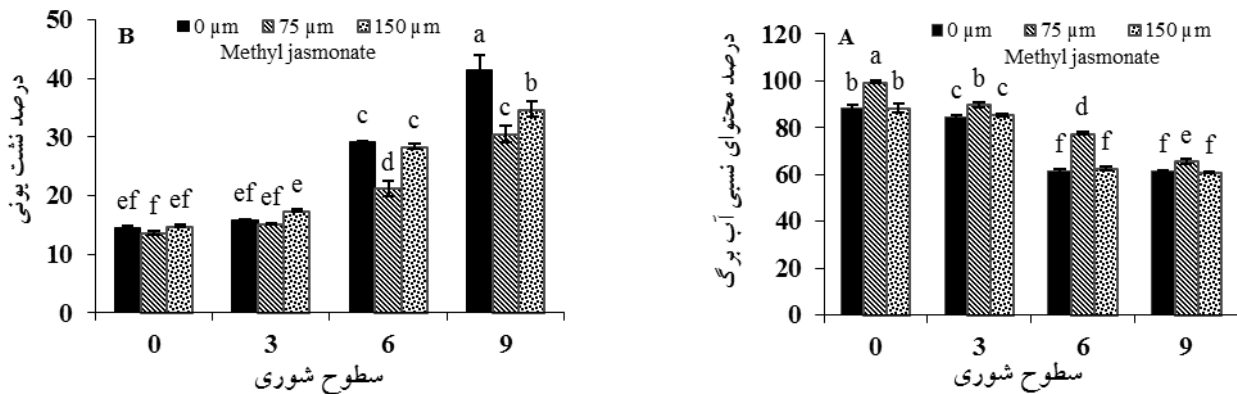 B
0 µm 75 µm 150 µm
Methyl jasmonate
درصد نشت یونی
50
40
30
20
10
0
ef f ef
ef ef e
c d c
a c b
0 3 6 9
سطوح شوری
A
0 µm 75 µm 150 µm
Methyl jasmonate
درصد محتوای نسبی آب برگ
120
100
80
60
40
20
0
b a b
c b c
f d f
f e f
0 3 6 9
سطوح شوری